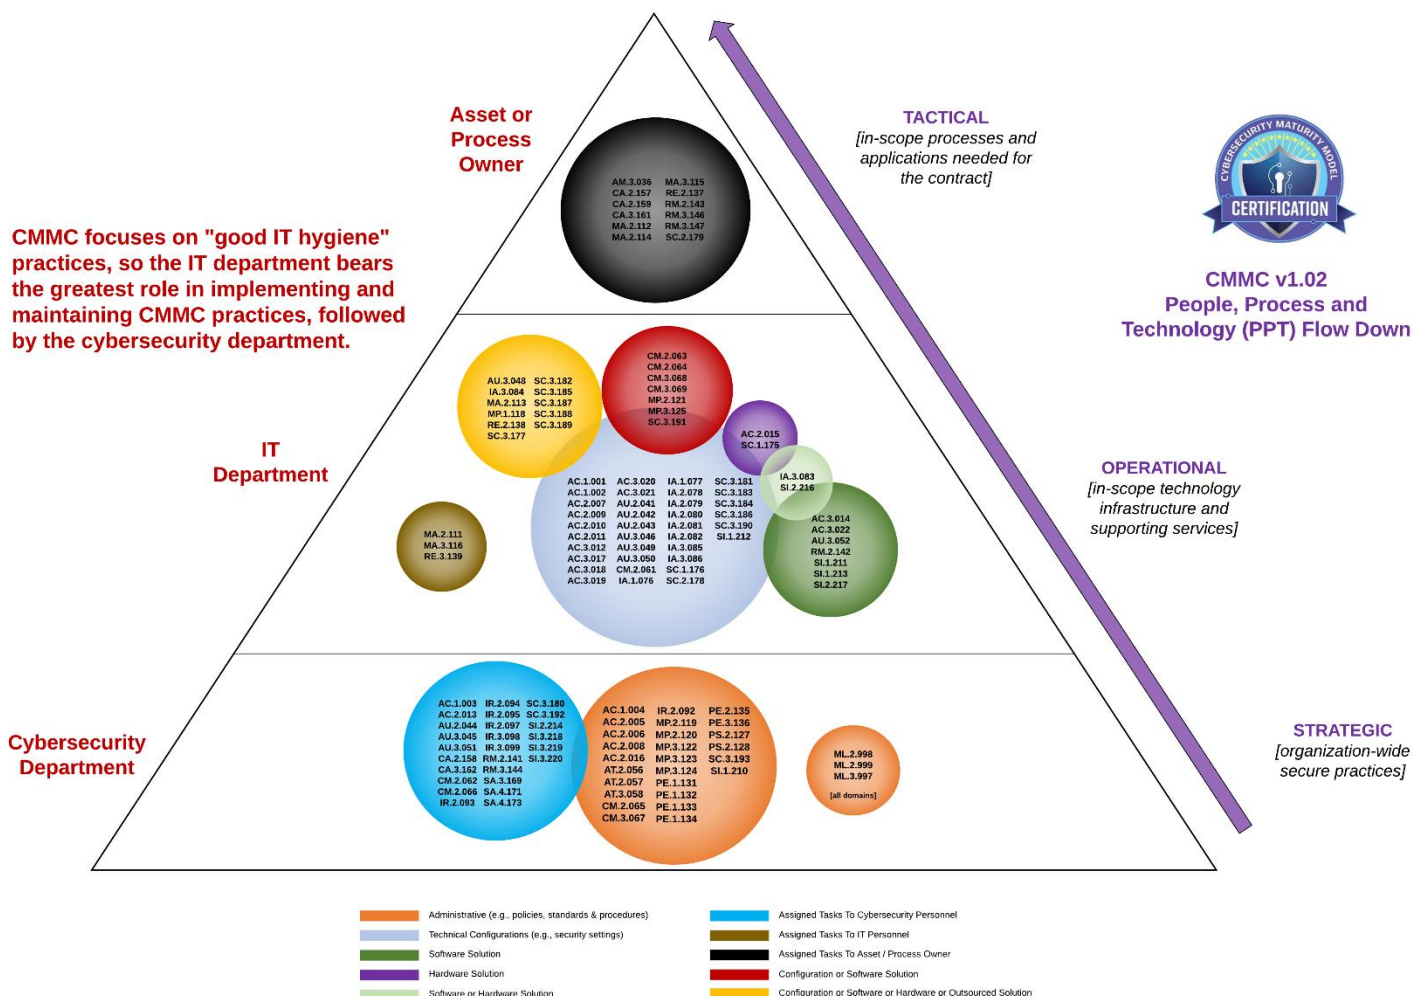 Asset or
Process
Owner
AM.3.036 MA.3.115
CA.2.157 RE.2.137
CA.2.159 RM.2.143
CA.3.161 RM.3.146
MA.2.112 RM.3.147
MA.2.114 SC.2.179
TACTICAL
[in-scope processes and
applications needed for
the contract]
CYBERSECURITY MATURITY MODEL
CERTIFICATION
CMMC v1.02
People, Process and
Technology (PPT) Flow Down
CMMC focuses on "good IT hygiene"
practices, so the IT department bears
the greatest role in implementing and
maintaining CMMC practices, followed
by the cybersecurity department.
IT
Department
AU.3.048 SC.3.182
IA.3.084 SC.3.185
MA.2.113 SC.3.187
MP.1.118 SC.3.188
RE.2.138 SC.3.189
SC.3.177
CM.2.063
CM.2.064
CM.3.068
CM.3.069
MP.2.121
MP.3.125
SC.3.191
AC.2.015
SC.1.175
IA.3.083
SI.2.216
AC.1.001 AC.3.020 IA.1.077 SC.3.181
AC.1.002 AC.3.021 IA.2.078 SC.3.183
AC.2.007 AU.2.041 IA.2.079 SC.3.184
AC.2.009 AU.2.042 IA.2.080 SC.3.186
AC.2.010 AU.2.043 IA.2.081 SC.3.190
AC.2.011 AU.3.046 IA.2.082 SI.1.212
AC.3.012 AU.3.049 IA.3.085
AC.3.017 AU.3.050 IA.3.086
AC.3.018 CM.2.061 SC.1.176
AC.3.019 IA.1.076 SC.2.178
AC.3.014
AC.3.022
AU.3.052
RM.2.142
SI.1.211
SI.1.213
SI.2.217
MA.2.111
MA.3.116
RE.3.139
OPERATIONAL
[in-scope technology
infrastructure and
supporting services]
Cybersecurity
Department
AC.1.003 IR.2.094 SC.3.180
AC.2.013 IR.2.095 SC.3.192
AU.2.044 IR.2.097 SI.2.214
AU.3.045 IR.3.098 SI.3.218
AU.3.051 IR.3.099 SI.3.219
CA.2.158 RM.2.141 SI.3.220
CA.3.162 RM.3.144
CM.2.062 SA.3.169
CM.2.066 SA.4.171
IR.2.093 SA.4.173
AC.1.004 IR.2.092 PE.2.135
AC.2.005 MP.2.119 PE.3.136
AC.2.006 MP.2.120 PS.2.127
AC.2.008 MP.3.122 PS.2.128
AC.2.016 MP.3.123 SC.3.193
AT.2.056 MP.3.124 SI.1.210
AT.2.057 PE.1.131
AT.3.058 PE.1.132
CM.2.065 PE.1.133
CM.3.067 PE.1.134
ML.2.998
ML.2.999
ML.3.997
[all domains]
STRATEGIC
[organization-wide
secure practices]
Administrative (e.g., policies, standards & procedures)
Technical Configurations (e.g., security settings)
Software Solution
Hardware Solution
Software or Hardware Solution
Assigned Tasks To Cybersecurity Personnel
Assigned Tasks To IT Personnel
Assigned Tasks To Asset / Process Owner
Configuration or Software Solution
Configuration or Software or Hardware or Outsourced Solution